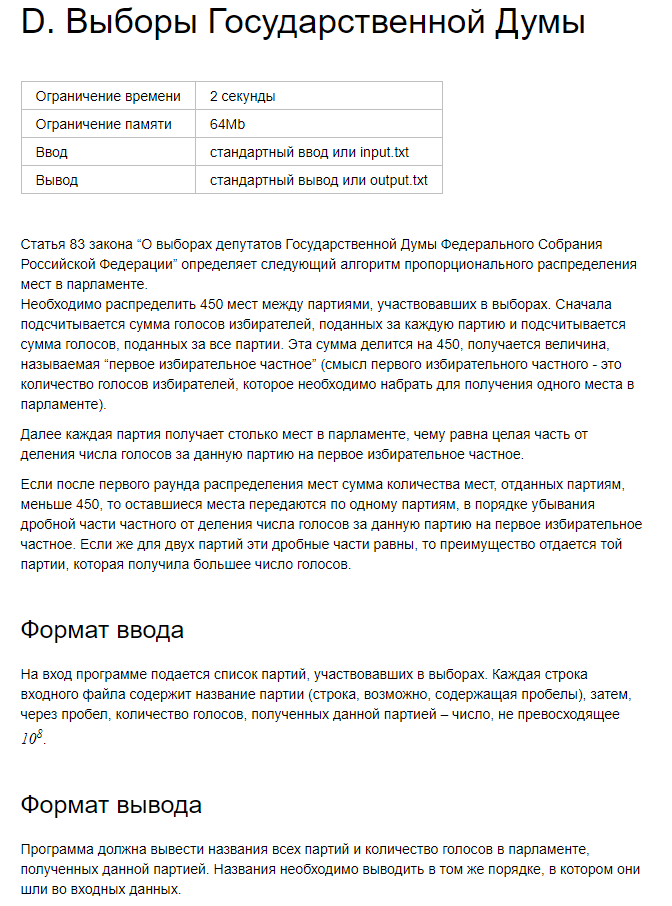 D. Выборы Государственной Думы
Ограничение времени 2 секунды
Ограничение памяти 64Mb
Ввод стандартный ввод или input.txt
Вывод стандартный вывод или output.txt
Статья 83 закона “О выборах депутатов Государственной Думы Федерального Собрания
Российской Федерации” определяет следующий алгоритм пропорционального распределения
мест в парламенте.
Необходимо распределить 450 мест между партиями, участвовавших в выборах. Сначала
подсчитывается сумма голосов избирателей, поданных за каждую партию и подсчитывается
сумма голосов, поданных за все партии. Эта сумма делится на 450, получается величина,
называемая “первое избирательное частное” (смысл первого избирательного частного - это
количество голосов избирателей, которое необходимо набрать для получения одного места в
парламенте).
Далее каждая партия получает столько мест в парламенте, чему равна целая часть от
деления числа голосов за данную партию на первое избирательное частное.
Если после первого раунда распределения мест сумма количества мест, отданных партиям,
меньше 450, то оставшиеся места передаются по одному партиям, в порядке убывания
дробной части частного от деления числа голосов за данную партию на первое избирательное
частное. Если же для двух партий эти дробные части равны, то преимущество отдается той
партии, которая получила большее число голосов.
Формат ввода
На вход программе подается список партий, участвовавших в выборах. Каждая строка
входного файла содержит название партии (строка, возможно, содержащая пробелы), затем,
через пробел, количество голосов, полученных данной партией – число, не превосходящее
10⁸.
Формат вывода
Программа должна вывести названия всех партий и количество голосов в парламенте,
полученных данной партией. Названия необходимо выводить в том же порядке, в котором они
шли во входных данных.